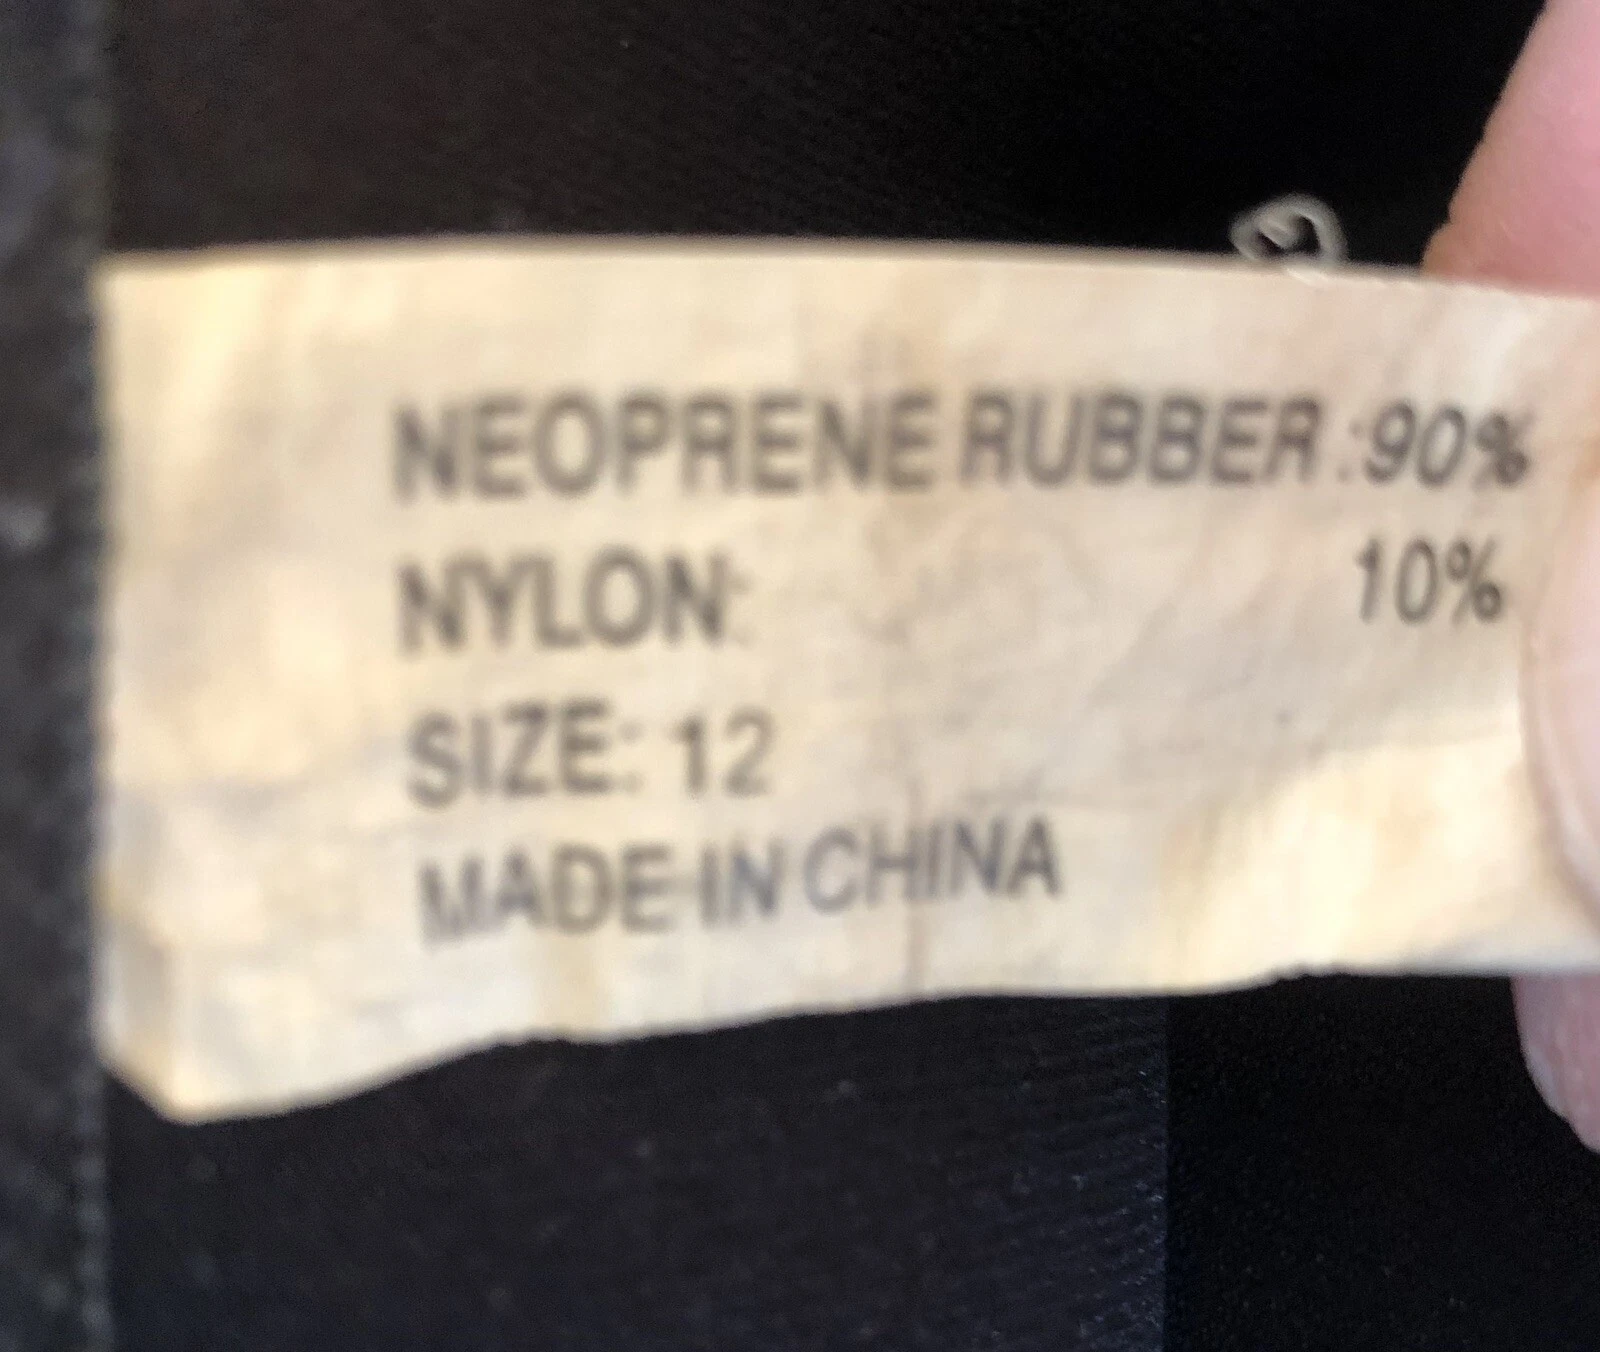 NEOPRENE RUBBER :90%
NYLON: 10%
SIZE: 12
MADE IN CHINA